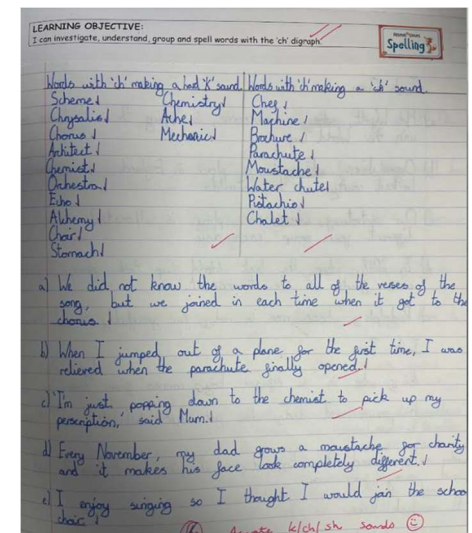 LEARNING OBJECTIVE:
I can investigate, understand, group and spell words with the 'ch' digraph.
Spelling
Words with 'ch' making a hard 'k' sound. Words with 'ch' making a 'sh' sound.
Scheme Chemistry Chef
Chrysalis Ache Machine
Chorus Mechanic Brochure
Architect Parachute
Chemist Moustache
Orchestra Water chute
Echo Pistachio
Alchemy Chalet
Choir
Stomach
a) We did not know the words to all of the verses of the
song, but we joined in each time when it got to the
chorus.
b) When I jumped out of a plane for the first time, I was
relieved when the parachute finally opened.
c) 'I'm just popping down to the chemist to pick up my
perscription,' said Mum.
d) Every November, my dad grows a moustache for charity
and it makes his face look completely different.
e) I enjoy singing so I thought I would join the school
choir.
k/ch/sh sounds